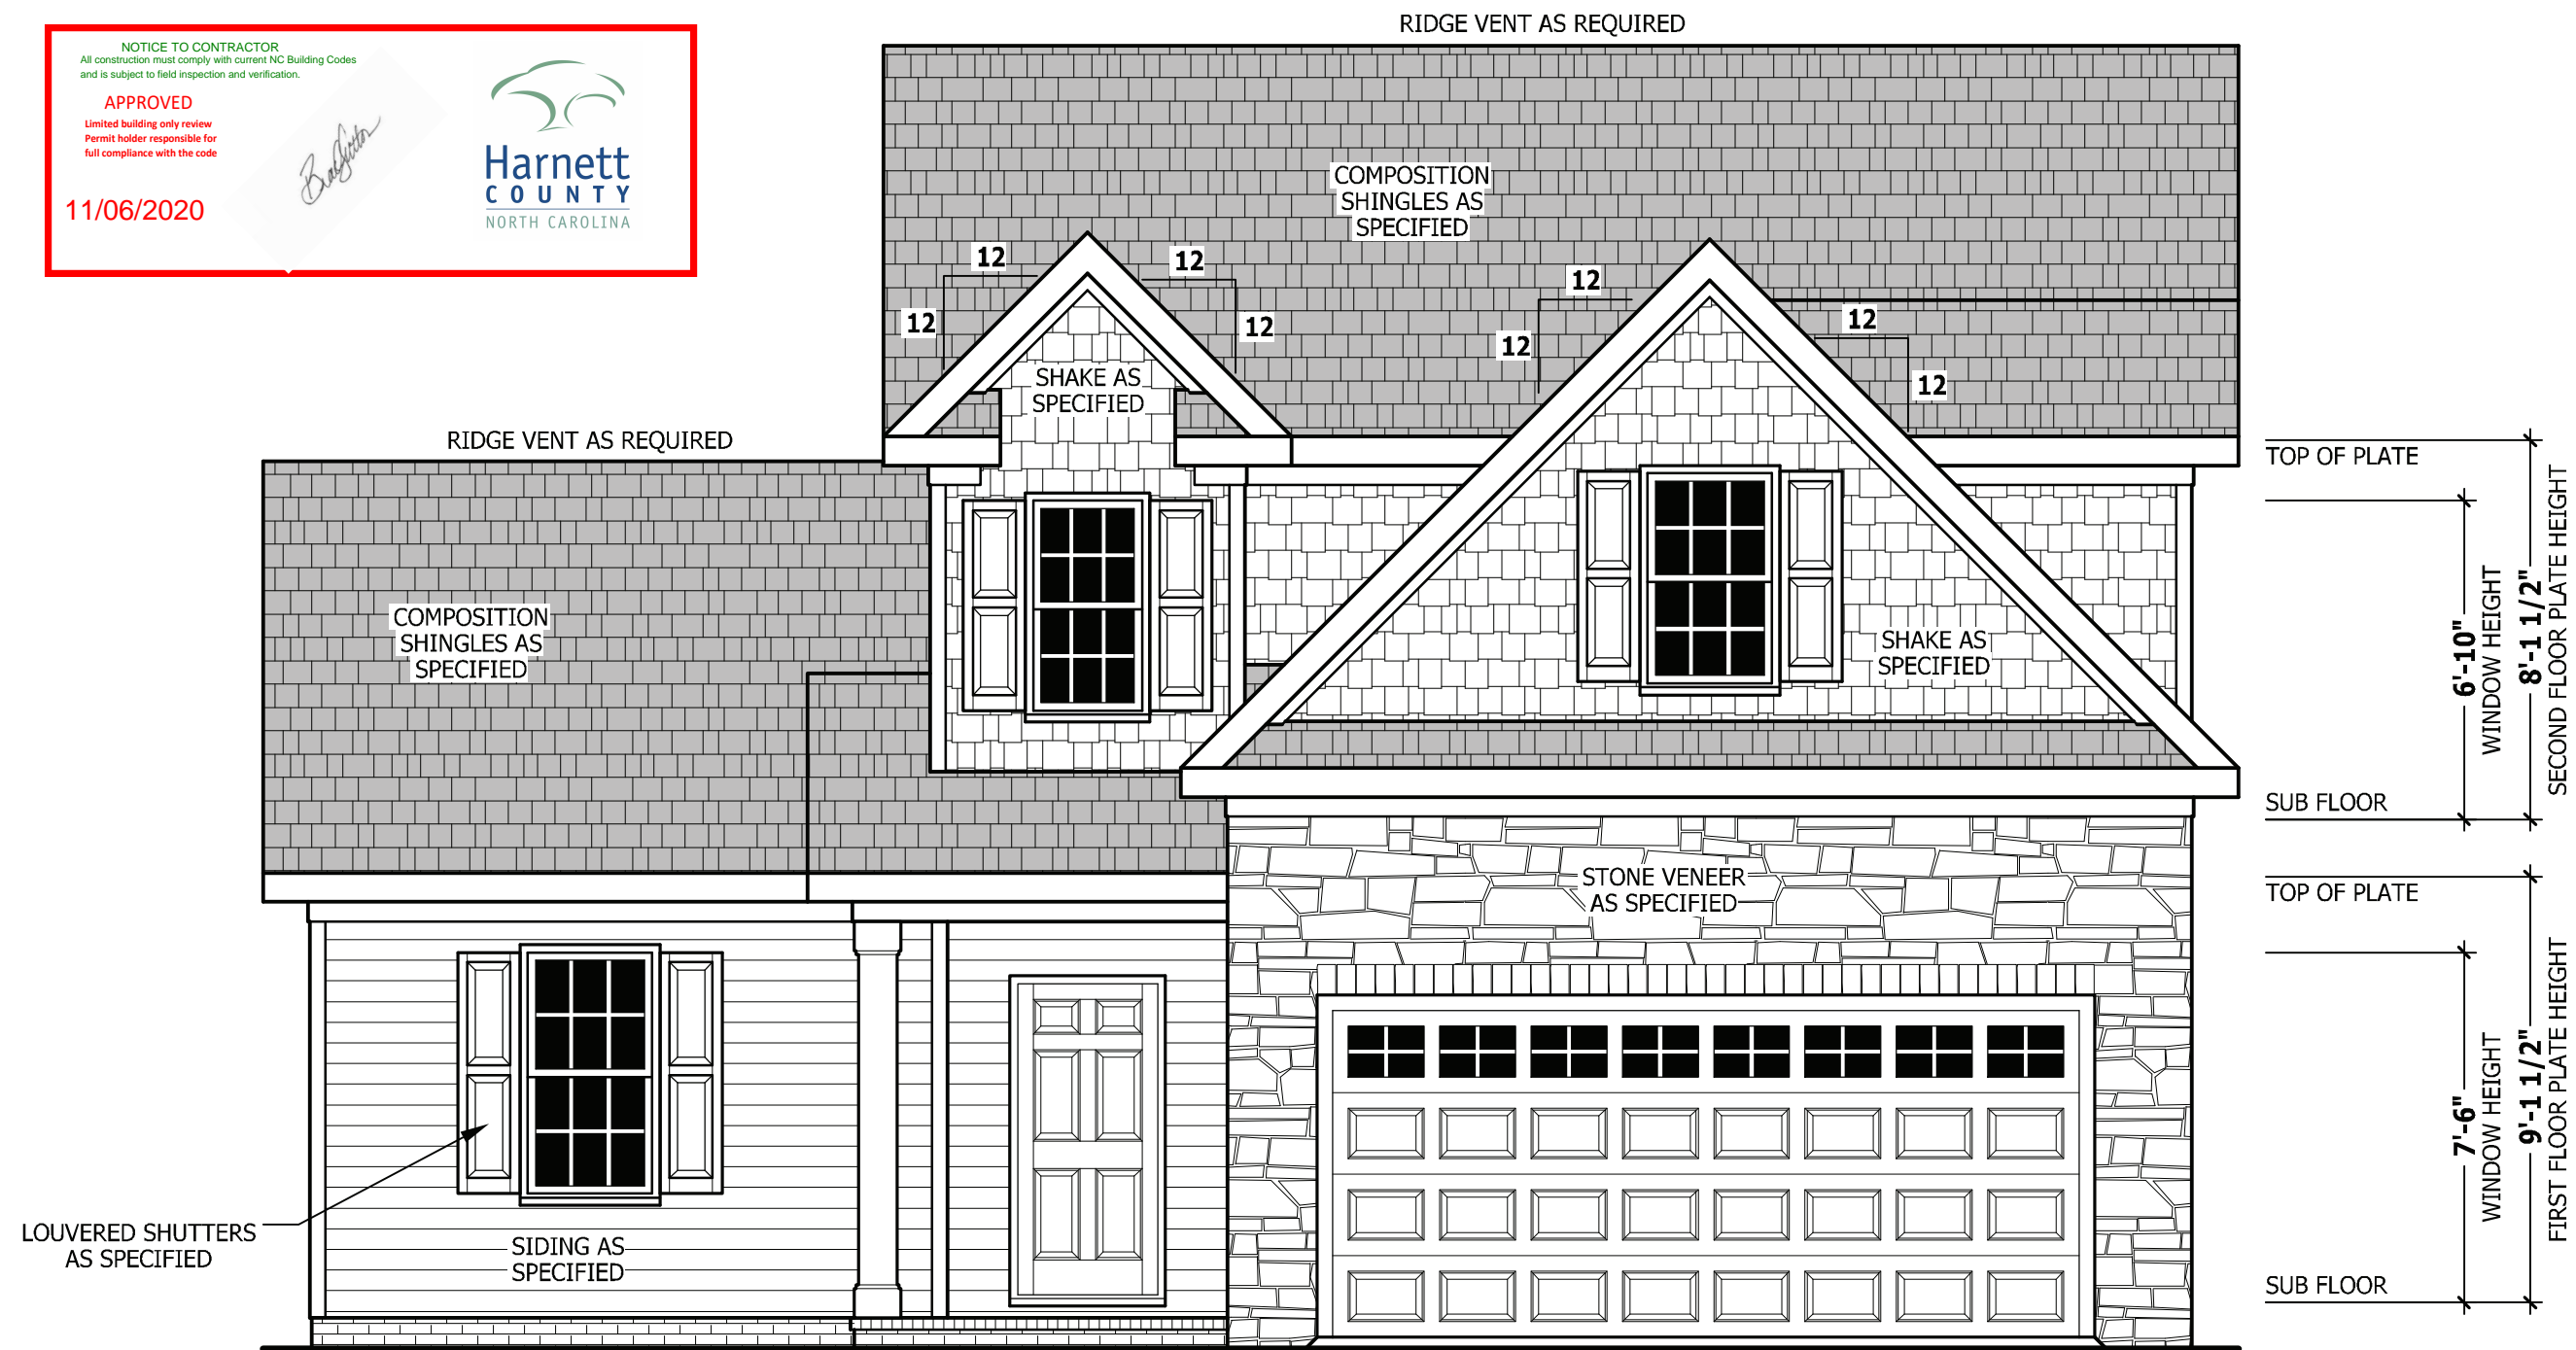 NOTICE TO CONTRACTOR
All construction must comply with current NC Building Codes
and is subject to field inspection and verification.
APPROVED
Limited building only review
Permit holder responsible for
full compliance with the code
11/06/2020
Harnett
COUNTY
NORTH CAROLINA
RIDGE VENT AS REQUIRED
COMPOSITION
SHINGLES AS
SPECIFIED
12
12
12
12
12
12
12
12
SHAKE AS
SPECIFIED
RIDGE VENT AS REQUIRED
COMPOSITION
SHINGLES AS
SPECIFIED
SHAKE AS
SPECIFIED
STONE VENEER
AS SPECIFIED
LOUVERED SHUTTERS
AS SPECIFIED
SIDING AS
SPECIFIED
TOP OF PLATE
SUB FLOOR
6'-10"
WINDOW HEIGHT
8'-1 1/2"
SECOND FLOOR PLATE HEIGHT
TOP OF PLATE
SUB FLOOR
7'-6"
WINDOW HEIGHT
9'-1 1/2"
FIRST FLOOR PLATE HEIGHT